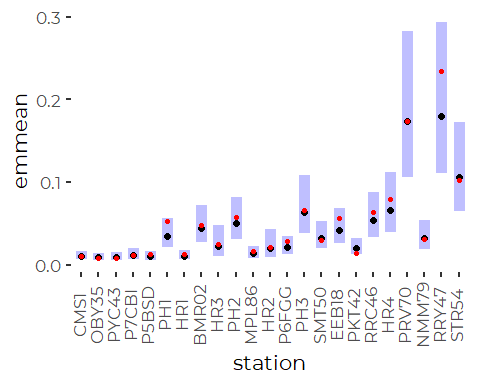 0.3
0.2
0.1
0.0
emmean
CMS1
OBY35
PYC43
P7CBI
P5BSD
PH1
HR1
BMR02
HR3
PH2
MPL86
HR2
P6FGG
PH3
SMT50
EEB18
PKT42
RRC46
HR4
PRV70
NMM79
RRY47
STR54
station